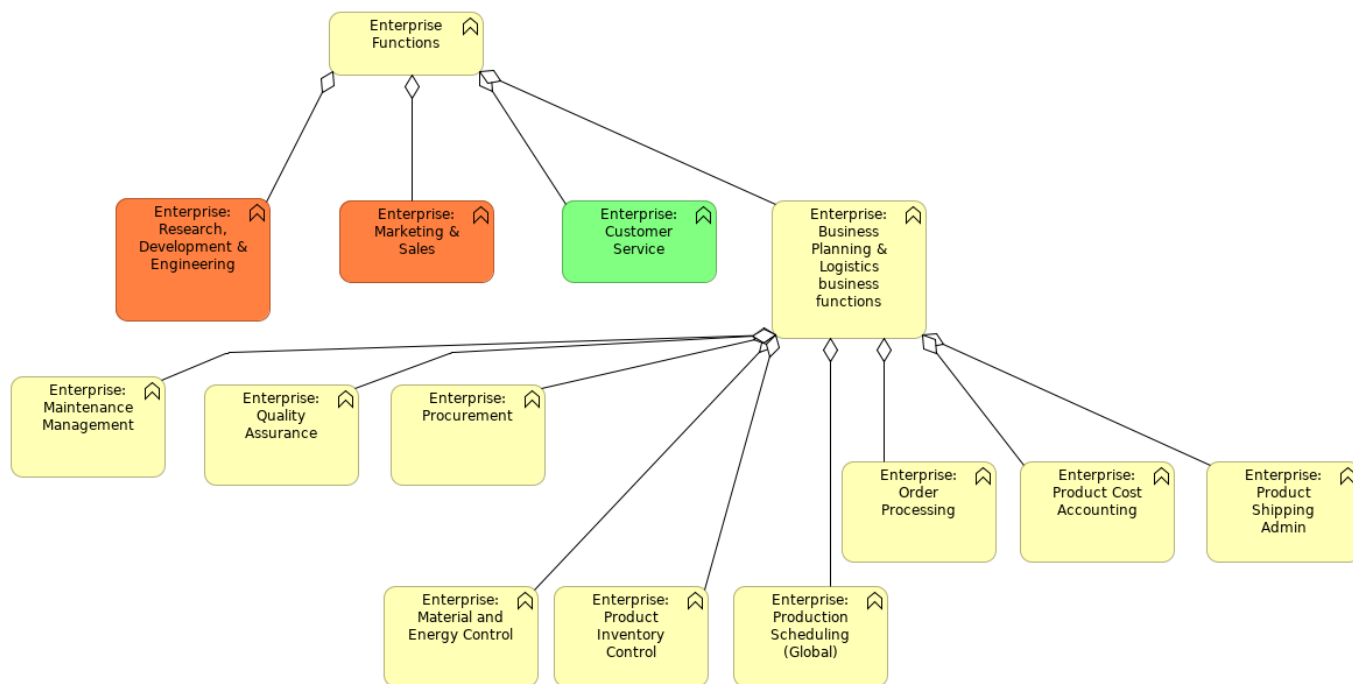 Enterprise
Functions
Enterprise:
Research,
Development &
Engineering
Enterprise:
Marketing &
Sales
Enterprise:
Customer
Service
Enterprise:
Business
Planning &
Logistics
business
functions
Enterprise:
Maintenance
Management
Enterprise:
Quality
Assurance
Enterprise:
Procurement
Enterprise:
Order
Processing
Enterprise:
Product Cost
Accounting
Enterprise:
Product
Shipping
Admin
Enterprise:
Material and
Energy Control
Enterprise:
Product
Inventory
Control
Enterprise:
Production
Scheduling
(Global)